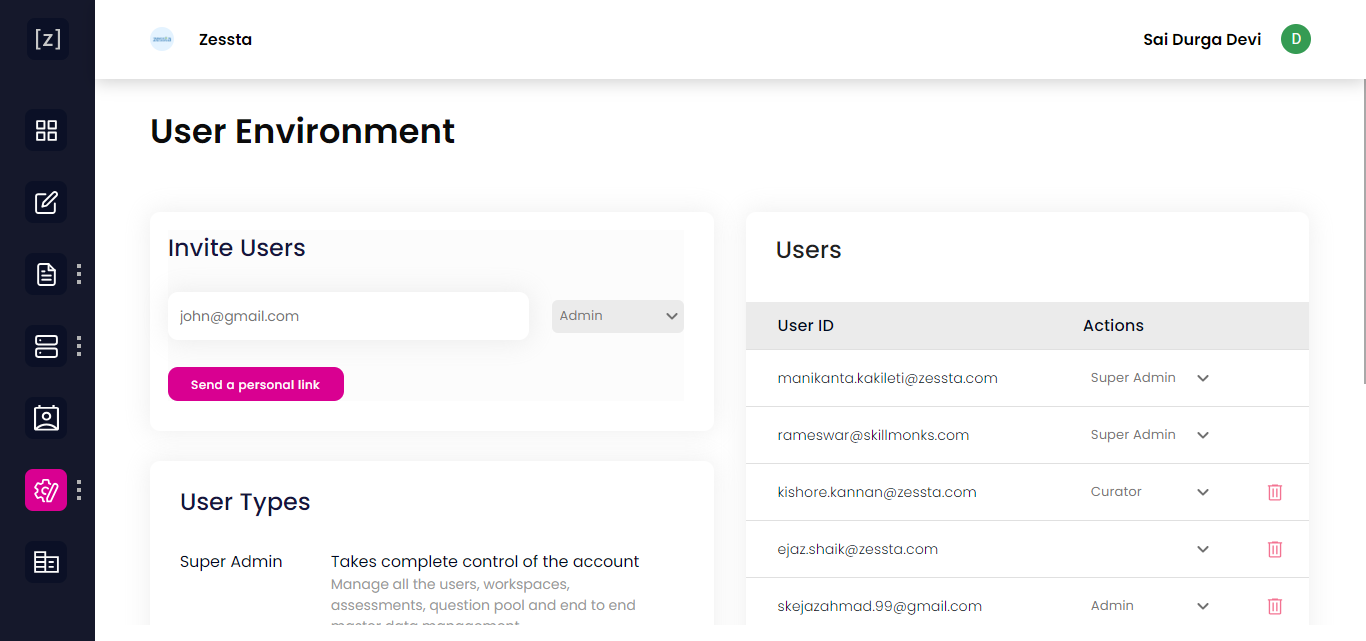 [z]
zessta
Zessta
Sai Durga Devi
D
User Environment
Invite Users
john@gmail.com
Admin
Send a personal link
User Types
Super Admin
Takes complete control of the account
Manage all the users, workspaces,
assessments, question pool and end to end
master data management
Users
User ID
Actions
manikanta.kakileti@zessta.com
Super Admin
rameswar@skillmonks.com
Super Admin
kishore.kannan@zessta.com
Curator
ejaz.shaik@zessta.com
skejazahmad.99@gmail.com
Admin